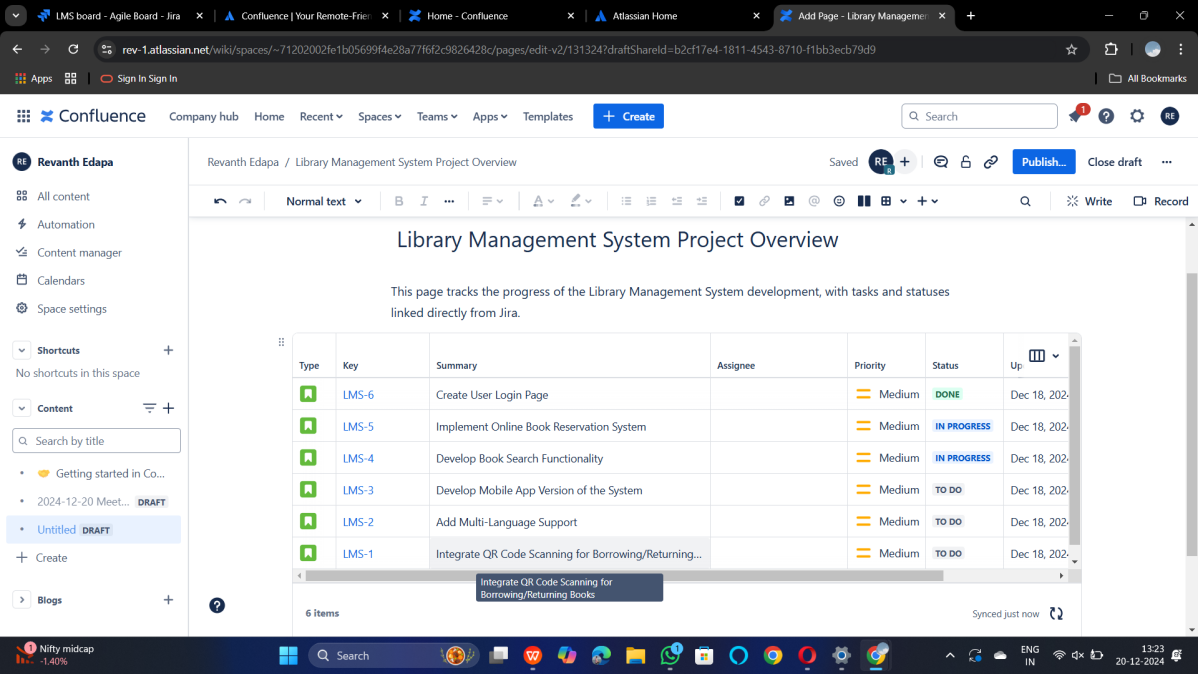 LMS board - Agile Board - Jira
Confluence | Your Remote-Frien
Home - Confluence
Atlassian Home
Add Page - Library Managemen
rev-1.atlassian.net/wiki/spaces/~71202002fe1b05699f4e28a77f6f2c9826428c/pages/edit-v2/131324?draftShareId=b2cf17e4-1811-4543-8710-f1bb3ecb79d9
Apps
Sign In Sign In
All Bookmarks
Confluence
Company hub
Home
Recent
Spaces
Teams
Apps
Templates
+ Create
Search
1
RE
RE Revanth Edapa
Revanth Edapa / Library Management System Project Overview
Saved
RE
R
Publish...
Close draft
Normal text
B I
A
Write
Record
All content
Automation
Content manager
Calendars
Space settings
Shortcuts
No shortcuts in this space
Content
Search by title
Getting started in Co...
2024-12-20 Meet... DRAFT
Untitled DRAFT
Create
Blogs
Library Management System Project Overview
This page tracks the progress of the Library Management System development, with tasks and statuses
linked directly from Jira.
Type Key Summary Assignee Priority Status Up
LMS-6 Create User Login Page Medium DONE Dec 18, 2024
LMS-5 Implement Online Book Reservation System Medium IN PROGRESS Dec 18, 2024
LMS-4 Develop Book Search Functionality Medium IN PROGRESS Dec 18, 2024
LMS-3 Develop Mobile App Version of the System Medium TO DO Dec 18, 2024
LMS-2 Add Multi-Language Support Medium TO DO Dec 18, 2024
LMS-1 Integrate QR Code Scanning for Borrowing/Returning... Medium TO DO Dec 18, 2024
Integrate QR Code Scanning for
Borrowing/Returning Books
6 items
Synced just now
1
Nifty midcap
-1.40%
Search
1
ENG
IN
13:23
20-12-2024